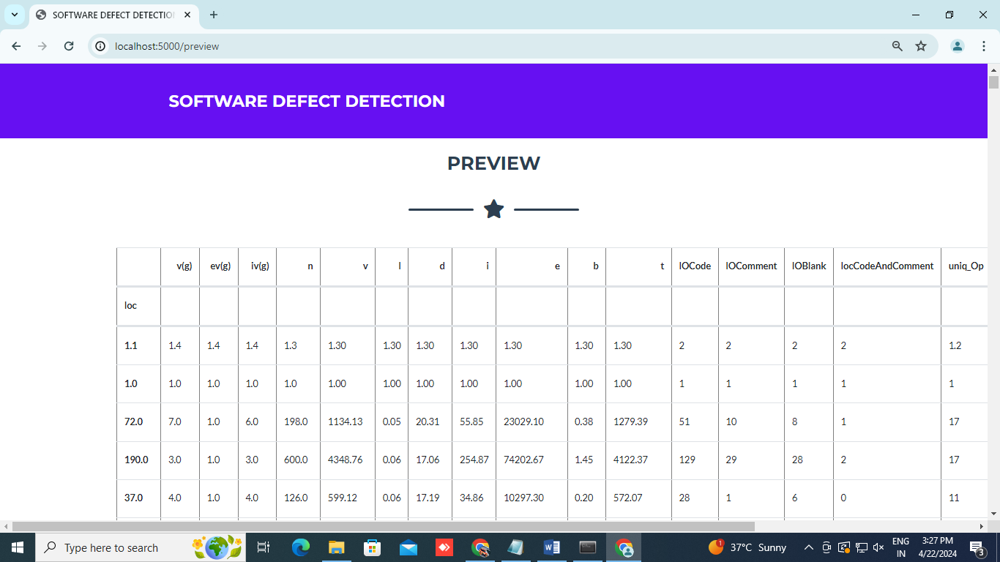 SOFTWARE DEFECT DETECTIO
localhost:5000/preview
SOFTWARE DEFECT DETECTION
PREVIEW
v(g) ev(g) iv(g) n v l d i e b t lOCode lOComment lOBlank locCodeAndComment uniq_Op
loc
1.1 1.4 1.4 1.4 1.3 1.30 1.30 1.30 1.30 1.30 1.30 1.30 2 2 2 2 1.2
1.0 1.0 1.0 1.0 1.0 1.00 1.00 1.00 1.00 1.00 1.00 1.00 1 1 1 1 1
72.0 7.0 1.0 6.0 198.0 1134.13 0.05 20.31 55.85 23029.10 0.38 1279.39 51 10 8 1 17
190.0 3.0 1.0 3.0 600.0 4348.76 0.06 17.06 254.87 74202.67 1.45 4122.37 129 29 28 2 17
37.0 4.0 1.0 4.0 126.0 599.12 0.06 17.19 34.86 10297.30 0.20 572.07 28 1 6 0 11
Type here to search
1
37°C Sunny
ENG
IN
3:27 PM
4/22/2024
3